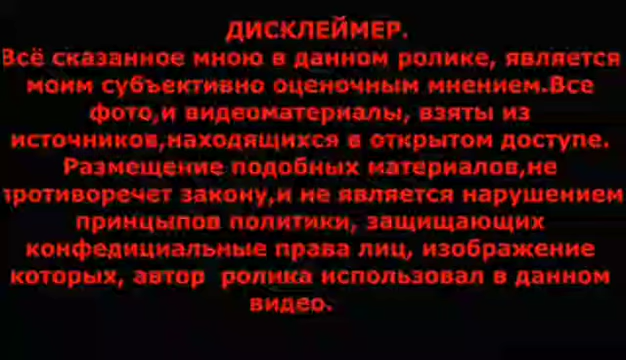 ДИСКЛЕЙМЕР.
Всё сказанное мною в данном ролике, является
моим субъективно оценочным мнением.Все
фото,и видеоматериалы, взяты из
источников,находящихся в открытом доступе.
Размещение подобных материалов,не
противоречет закону,и не является нарушением
принцыпов политики, защищающих
конфедициальные права лиц, изображение
которых, автор ролика использовал в данном
видео.